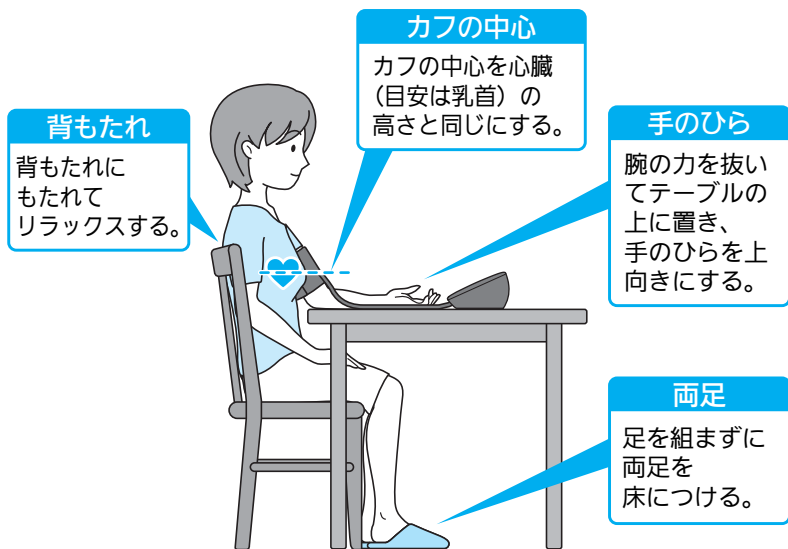 カフの中心
カフの中心を心臓
（目安は乳首）の
高さと同じにする。
背もたれ
背もたれに
もたれて
リラックスする。
手のひら
腕の力を抜い
てテーブルの
上に置き、
手のひらを上
向きにする。
両足
足を組まずに
両足を
床につける。